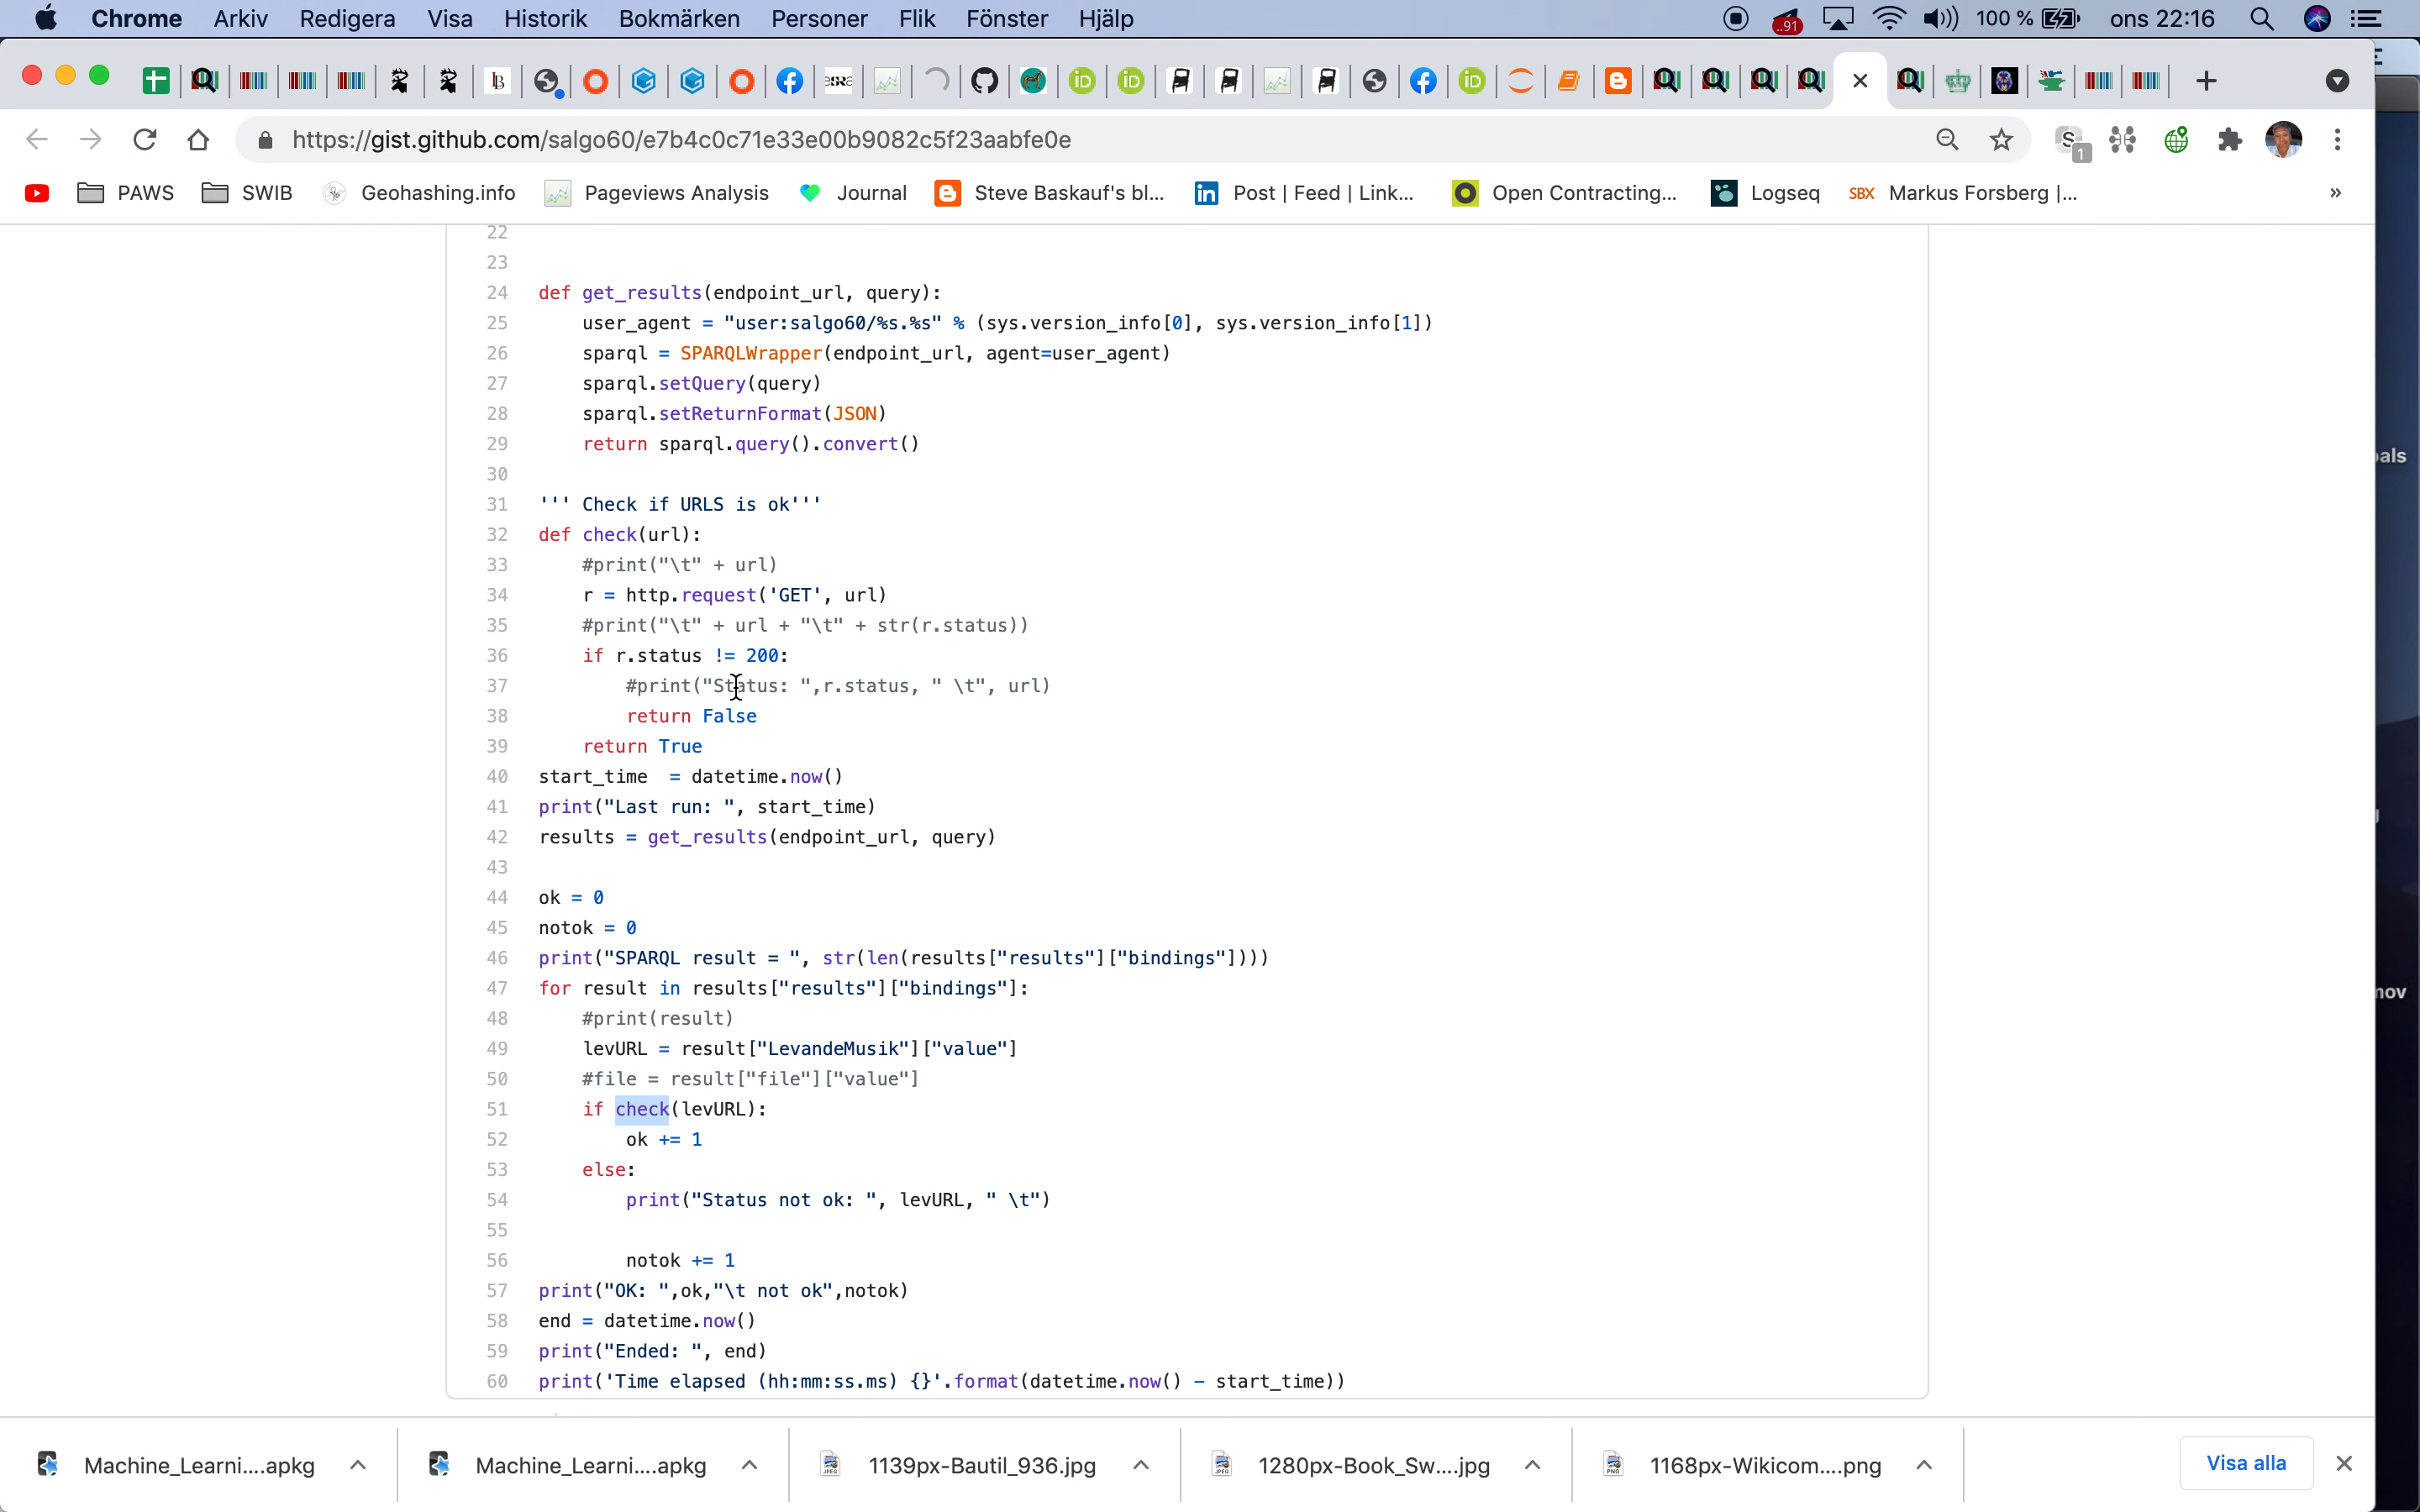 Chrome Arkiv Redigera Visa Historik Bokmärken Personer Flik Fönster Hjälp ..91 100 % ons 22:16
https://gist.github.com/salgo60/e7b4c0c71e33e00b9082c5f23aabfe0e
PAWS SWIB Geohashing.info Pageviews Analysis Journal Steve Baskauf's bl... Post | Feed | Link... Open Contracting... Logseq SBX Markus Forsberg |... »
22
23
24 def get_results(endpoint_url, query):
25 user_agent = "user:salgo60/%s.%s" % (sys.version_info[0], sys.version_info[1])
26 sparql = SPARQLWrapper(endpoint_url, agent=user_agent)
27 sparql.setQuery(query)
28 sparql.setReturnFormat(JSON)
29 return sparql.query().convert()
30
31 ''' Check if URLS is ok'''
32 def check(url):
33 #print("\t" + url)
34 r = http.request('GET', url)
35 #print("\t" + url + "\t" + str(r.status))
36 if r.status != 200:
37 #print("Status: ",r.status, " \t", url)
38 return False
39 return True
40 start_time  = datetime.now()
41 print("Last run: ", start_time)
42 results = get_results(endpoint_url, query)
43
44 ok = 0
45 notok = 0
46 print("SPARQL result = ", str(len(results["results"]["bindings"])))
47 for result in results["results"]["bindings"]:
48 #print(result)
49 levURL = result["LevandeMusik"]["value"]
50 #file = result["file"]["value"]
51 if check(levURL):
52 ok += 1
53 else:
54 print("Status not ok: ", levURL, " \t")
55
56 notok += 1
57 print("OK: ",ok,"\t not ok",notok)
58 end = datetime.now()
59 print("Ended: ", end)
60 print('Time elapsed (hh:mm:ss.ms) {}'.format(datetime.now() - start_time))
Machine_Learni....apkg Machine_Learni....apkg 1139px-Bautil_936.jpg 1280px-Book_Sw....jpg 1168px-Wikicom....png Visa alla